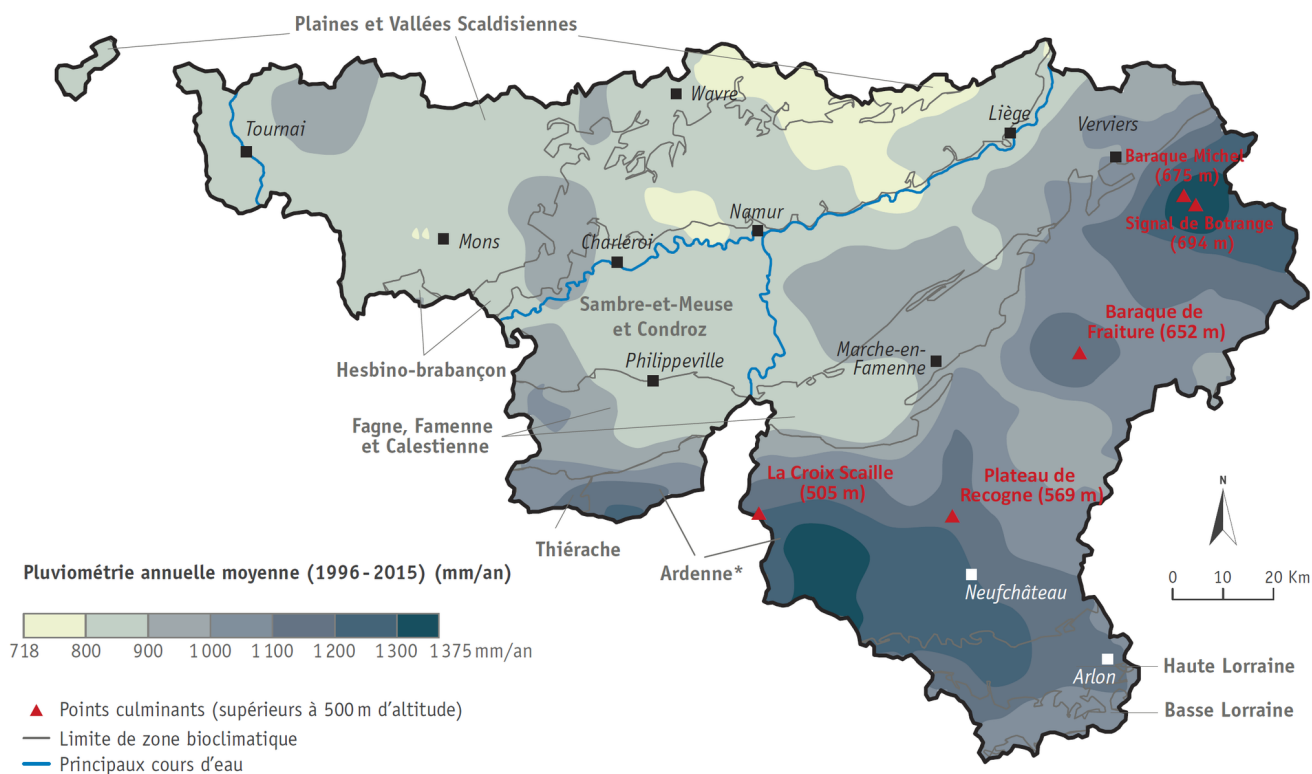 Plaines et Vallées Scaldisiennes
Wavre
Liège
Tournai
Verviers
Baraque Michel
(675 m)
Signal de Botrange
(694 m)
Namur
Mons
Charleroi
Sambre-et-Meuse
et Condroz
Baraque de
Fraiture (652 m)
Marche-en-
Famenne
Philippeville
Hesbino-brabançon
Fagne, Famenne
et Calestienne
La Croix Scaille
(505 m)
Plateau de
Recogne (569 m)
N
Thiérache
Ardenne*
Pluviométrie annuelle moyenne (1996-2015) (mm/an)
0 10 20 Km
Neufchâteau
718 800 900 1 000 1 100 1 200 1 300 1 375 mm/an
Haute Lorraine
Arlon
Basse Lorraine
Points culminants (supérieurs à 500 m d'altitude)
Limite de zone bioclimatique
Principaux cours d'eau